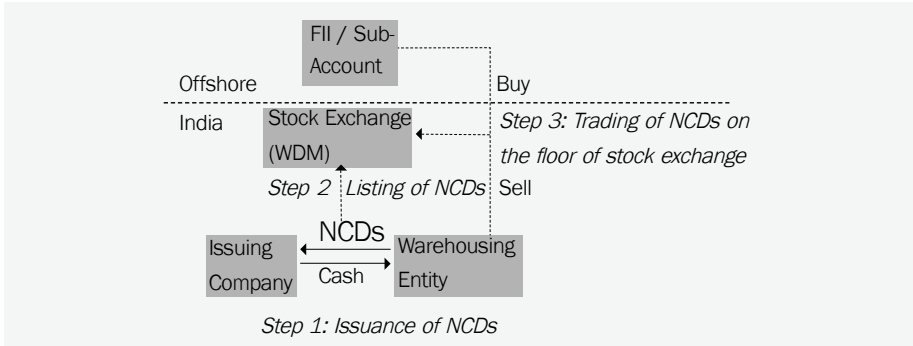 FII / Sub-
Account
Offshore
Buy
India
Stock Exchange
(WDM)
Step 3: Trading of NCDs on
the floor of stock exchange
Step 2 Listing of NCDs
Sell
NCDs
Issuing
Company
Cash
Warehousing
Entity
Step 1: Issuance of NCDs